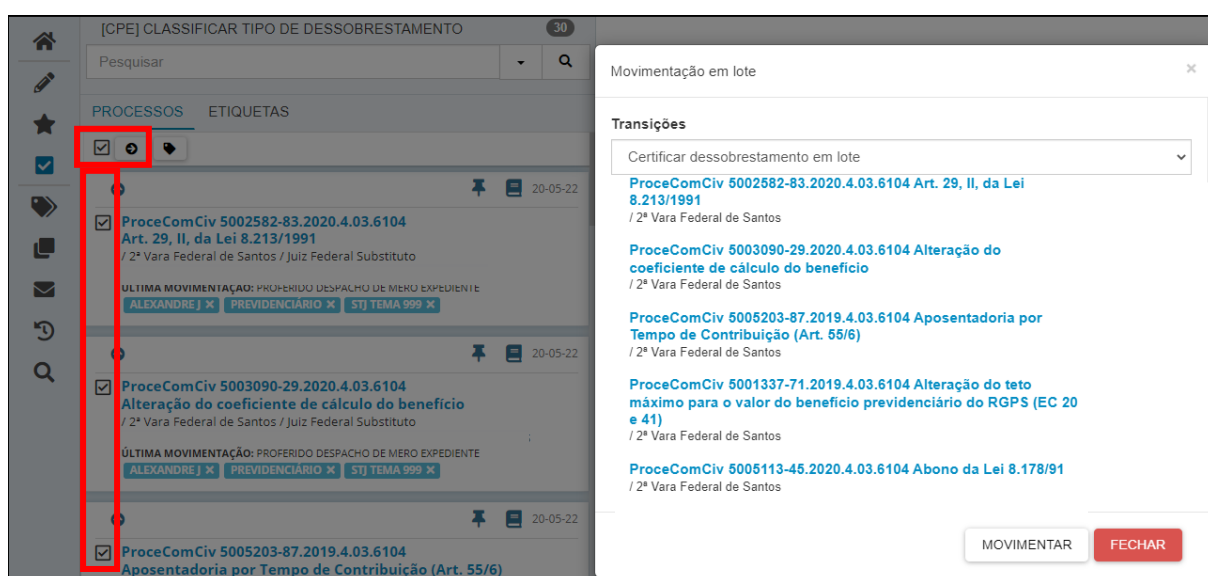 [CPE] CLASSIFICAR TIPO DE DESSOBRESTAMENTO 30
Pesquisar
PROCESSOS ETIQUETAS
20-05-22
ProceComCiv 5002582-83.2020.4.03.6104
Art. 29, II, da Lei 8.213/1991
/ 2ª Vara Federal de Santos / Juiz Federal Substituto
ÚLTIMA MOVIMENTAÇÃO: PROFERIDO DESPACHO DE MERO EXPEDIENTE
ALEXANDRE J × PREVIDENCIÁRIO × STJ TEMA 999 ×
20-05-22
ProceComCiv 5003090-29.2020.4.03.6104
Alteração do coeficiente de cálculo do benefício
/ 2ª Vara Federal de Santos / Juiz Federal Substituto
ÚLTIMA MOVIMENTAÇÃO: PROFERIDO DESPACHO DE MERO EXPEDIENTE
ALEXANDRE J × PREVIDENCIÁRIO × STJ TEMA 999 ×
20-05-22
ProceComCiv 5005203-87.2019.4.03.6104
Aposentadoria por Tempo de Contribuição (Art. 55/6)
Movimentação em lote ×
Transições
Certificar dessobrestamento em lote
ProceComCiv 5002582-83.2020.4.03.6104 Art. 29, II, da Lei
8.213/1991
/ 2ª Vara Federal de Santos
ProceComCiv 5003090-29.2020.4.03.6104 Alteração do
coeficiente de cálculo do benefício
/ 2ª Vara Federal de Santos
ProceComCiv 5005203-87.2019.4.03.6104 Aposentadoria por
Tempo de Contribuição (Art. 55/6)
/ 2ª Vara Federal de Santos
ProceComCiv 5001337-71.2019.4.03.6104 Alteração do teto
máximo para o valor do benefício previdenciário do RGPS (EC 20
e 41)
/ 2ª Vara Federal de Santos
ProceComCiv 5005113-45.2020.4.03.6104 Abono da Lei 8.178/91
/ 2ª Vara Federal de Santos
MOVIMENTAR FECHAR